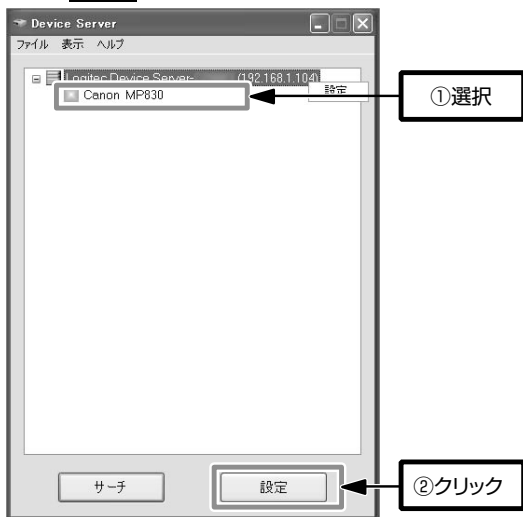 Device Server
ファイル 表示 ヘルプ
Logitec Device Server- (192.168.1.104)
設定
Canon MP830
①選択
サーチ
設定
②クリック